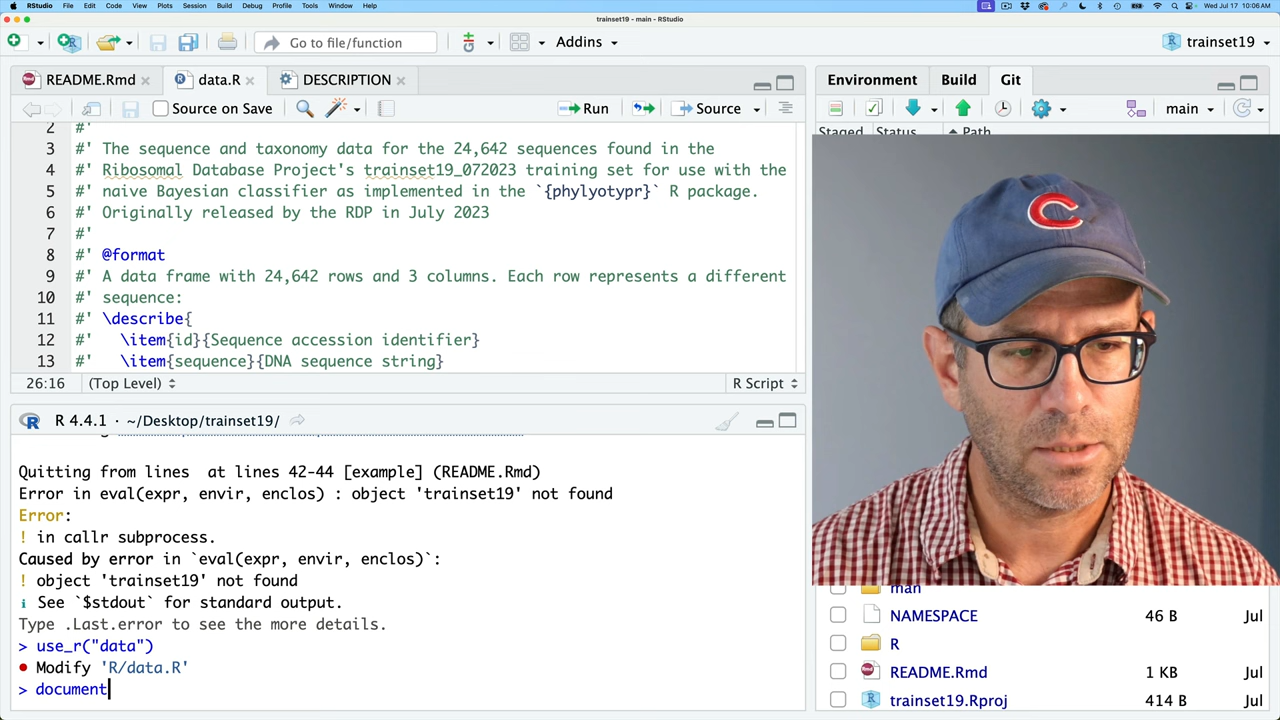 RStudio File Edit Code View Plots Session Build Debug Profile Tools Window Help Wed Jul 17 10:06 AM
trainset19 - main - RStudio
Go to file/function Addins trainset19
README.Rmd data.R DESCRIPTION
Source on Save Run Source
2 #'
3 #' The sequence and taxonomy data for the 24,642 sequences found in the
4 #' Ribosomal Database Project's trainset19_072023 training set for use with the
5 #' naive Bayesian classifier as implemented in the `{phylyotypr}` R package.
6 #' Originally released by the RDP in July 2023
7 #'
8 #' @format
9 #' A data frame with 24,642 rows and 3 columns. Each row represents a different
10 #' sequence:
11 #' \describe{
12 #'   \item{id}{Sequence accession identifier}
13 #'   \item{sequence}{DNA sequence string}
26:16 (Top Level) R Script
R 4.4.1 · ~/Desktop/trainset19/
Quitting from lines  at lines 42-44 [example] (README.Rmd)
Error in eval(expr, envir, enclos) : object 'trainset19' not found
Error:
! in callr subprocess.
Caused by error in `eval(expr, envir, enclos)`:
! object 'trainset19' not found
ℹ See `$stdout` for standard output.
Type .Last.error to see the more details.
> use_r("data")
• Modify 'R/data.R'
> document
Environment Build Git
main
Staged Status Path
man
NAMESPACE 46 B Jul
R
README.Rmd 1 KB Jul
trainset19.Rproj 414 B Jul
C